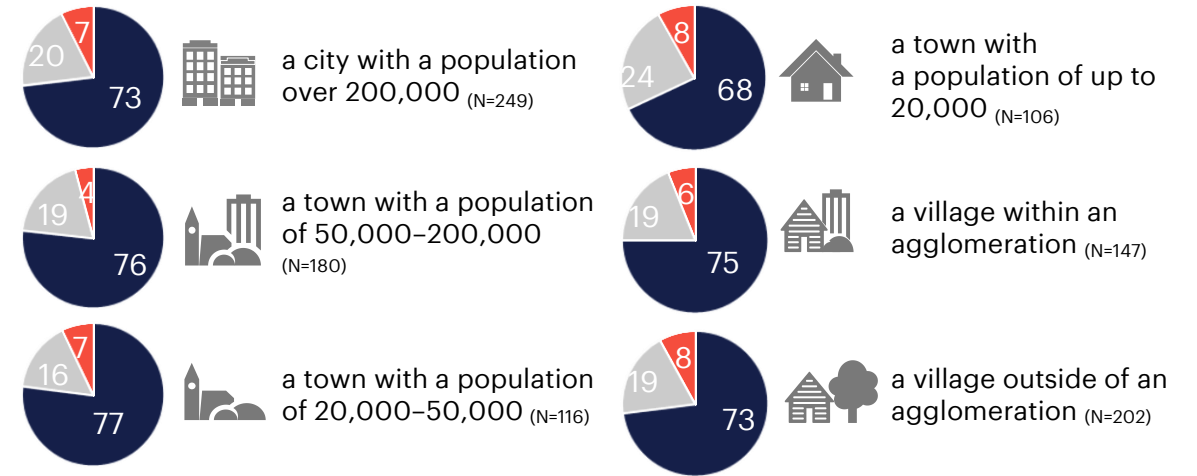 7
20
73
a city with a population
over 200,000 (N=249)
8
24
68
a town with
a population of up to
20,000 (N=106)
4
19
76
a town with a population
of 50,000–200,000
(N=180)
6
19
75
a village within an
agglomeration (N=147)
7
16
77
a town with a population
of 20,000–50,000 (N=116)
8
19
73
a village outside of an
agglomeration (N=202)